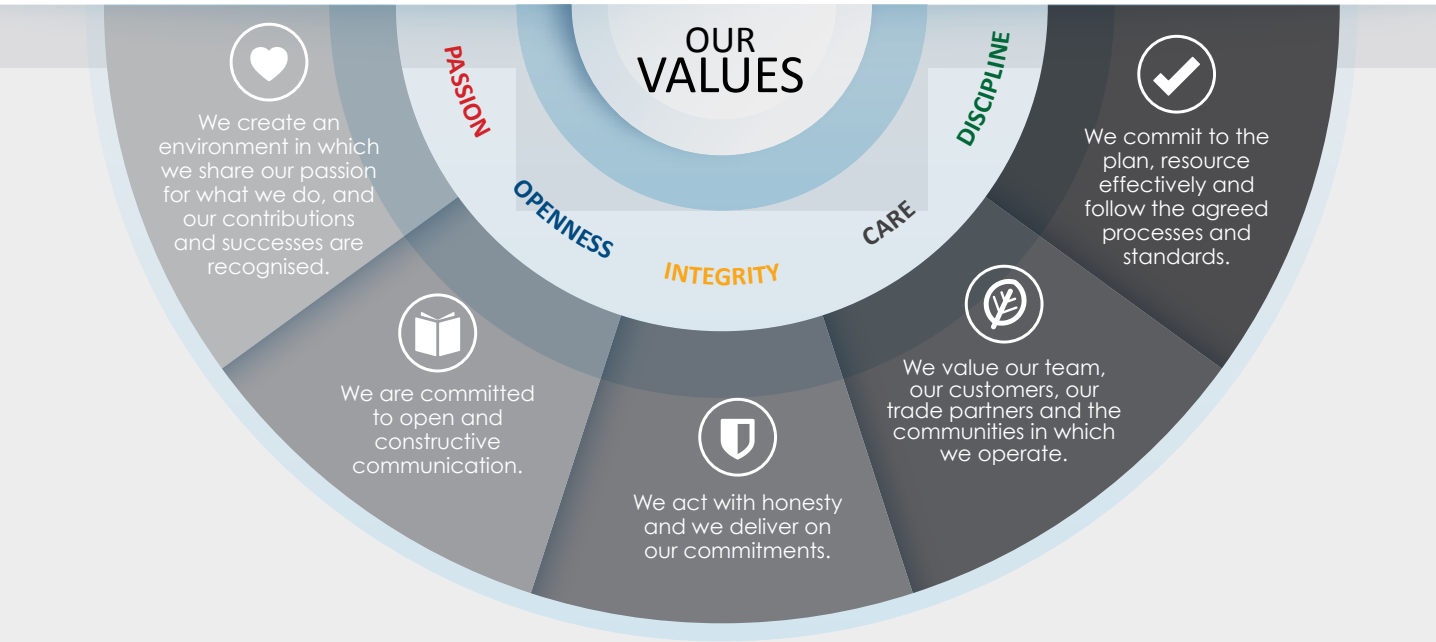 OUR
VALUES
PASSION
We create an
environment in which
we share our passion
for what we do, and
our contributions
and successes are
recognised.
OPENNESS
We are committed
to open and
constructive
communication.
INTEGRITY
We act with honesty
and we deliver on
our commitments.
CARE
We value our team,
our customers, our
trade partners and the
communities in which
we operate.
DISCIPLINE
We commit to the
plan, resource
effectively and
follow the agreed
processes and
standards.